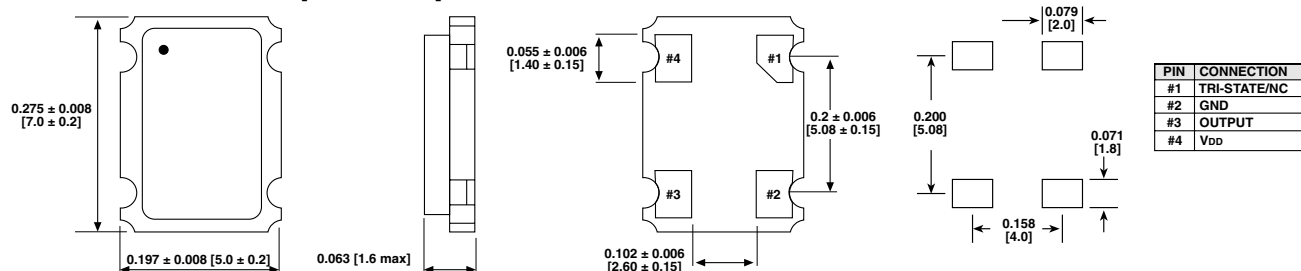 0.275 ± 0.008
[7.0 ± 0.2]
0.197 ± 0.008 [5.0 ± 0.2]
0.063 [1.6 max]
0.055 ± 0.006
[1.40 ± 0.15]
#4
#1
#3
#2
0.2 ± 0.006
[5.08 ± 0.15]
0.102 ± 0.006
[2.60 ± 0.15]
0.079
[2.0]
0.200
[5.08]
0.071
[1.8]
0.158
[4.0]
PIN CONNECTION
#1 TRI-STATE/NC
#2 GND
#3 OUTPUT
#4 VDD